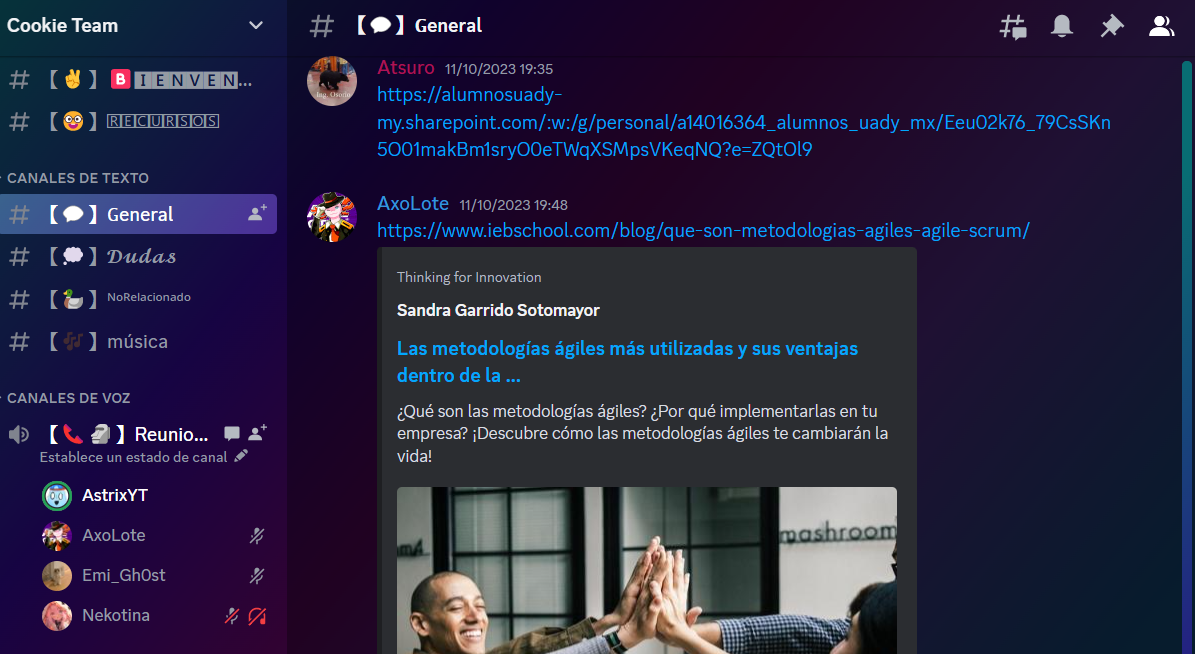 Cookie Team
# 【💬】General
# 【✌️】🅱️🄸🄴🄽🅅🄴🄽...
# 【🤓】🅁🄴🄲🅄🅁🅂🄾🅂
CANALES DE TEXTO
# 【💬】General
# 【💭】𝓓𝓾𝓭𝓪𝓼
# 【🦆】ᴺᵒᴿᵉˡᵃᶜⁱᵒⁿᵃᵈᵒ
# 【🎶】música
CANALES DE VOZ
【📞🗿】Reunio...
Establece un estado de canal
AstrixYT
AxoLote
Emi_Gh0st
Nekotina
Atsuro 11/10/2023 19:35
https://alumnosuady-
my.sharepoint.com/:w:/g/personal/a14016364_alumnos_uady_mx/Eeu02k76_79CsSKn
5O01makBm1sryO0eTWqXSMpsVKeqNQ?e=ZQtOl9
AxoLote 11/10/2023 19:48
https://www.iebschool.com/blog/que-son-metodologias-agiles-agile-scrum/
Thinking for Innovation
Sandra Garrido Sotomayor
Las metodologías ágiles más utilizadas y sus ventajas
dentro de la ...
¿Qué son las metodologías ágiles? ¿Por qué implementarlas en tu
empresa? ¡Descubre cómo las metodologías ágiles te cambiarán la
vida!
mashroom